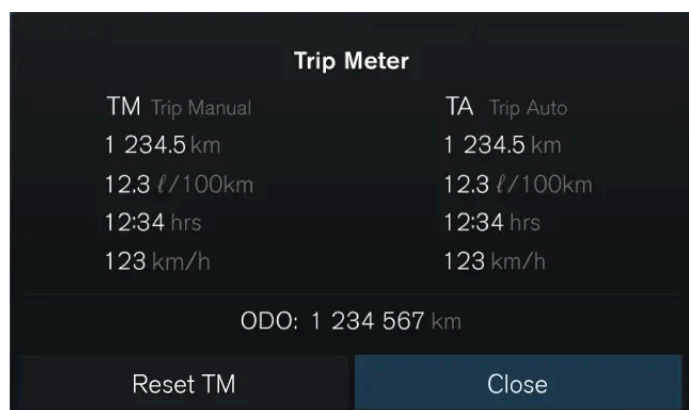 Trip Meter
TM Trip Manual
1 234.5 km
12.3 ℓ/100km
12:34 hrs
123 km/h
TA Trip Auto
1 234.5 km
12.3 ℓ/100km
12:34 hrs
123 km/h
ODO: 1 234 567 km
Reset TM
Close